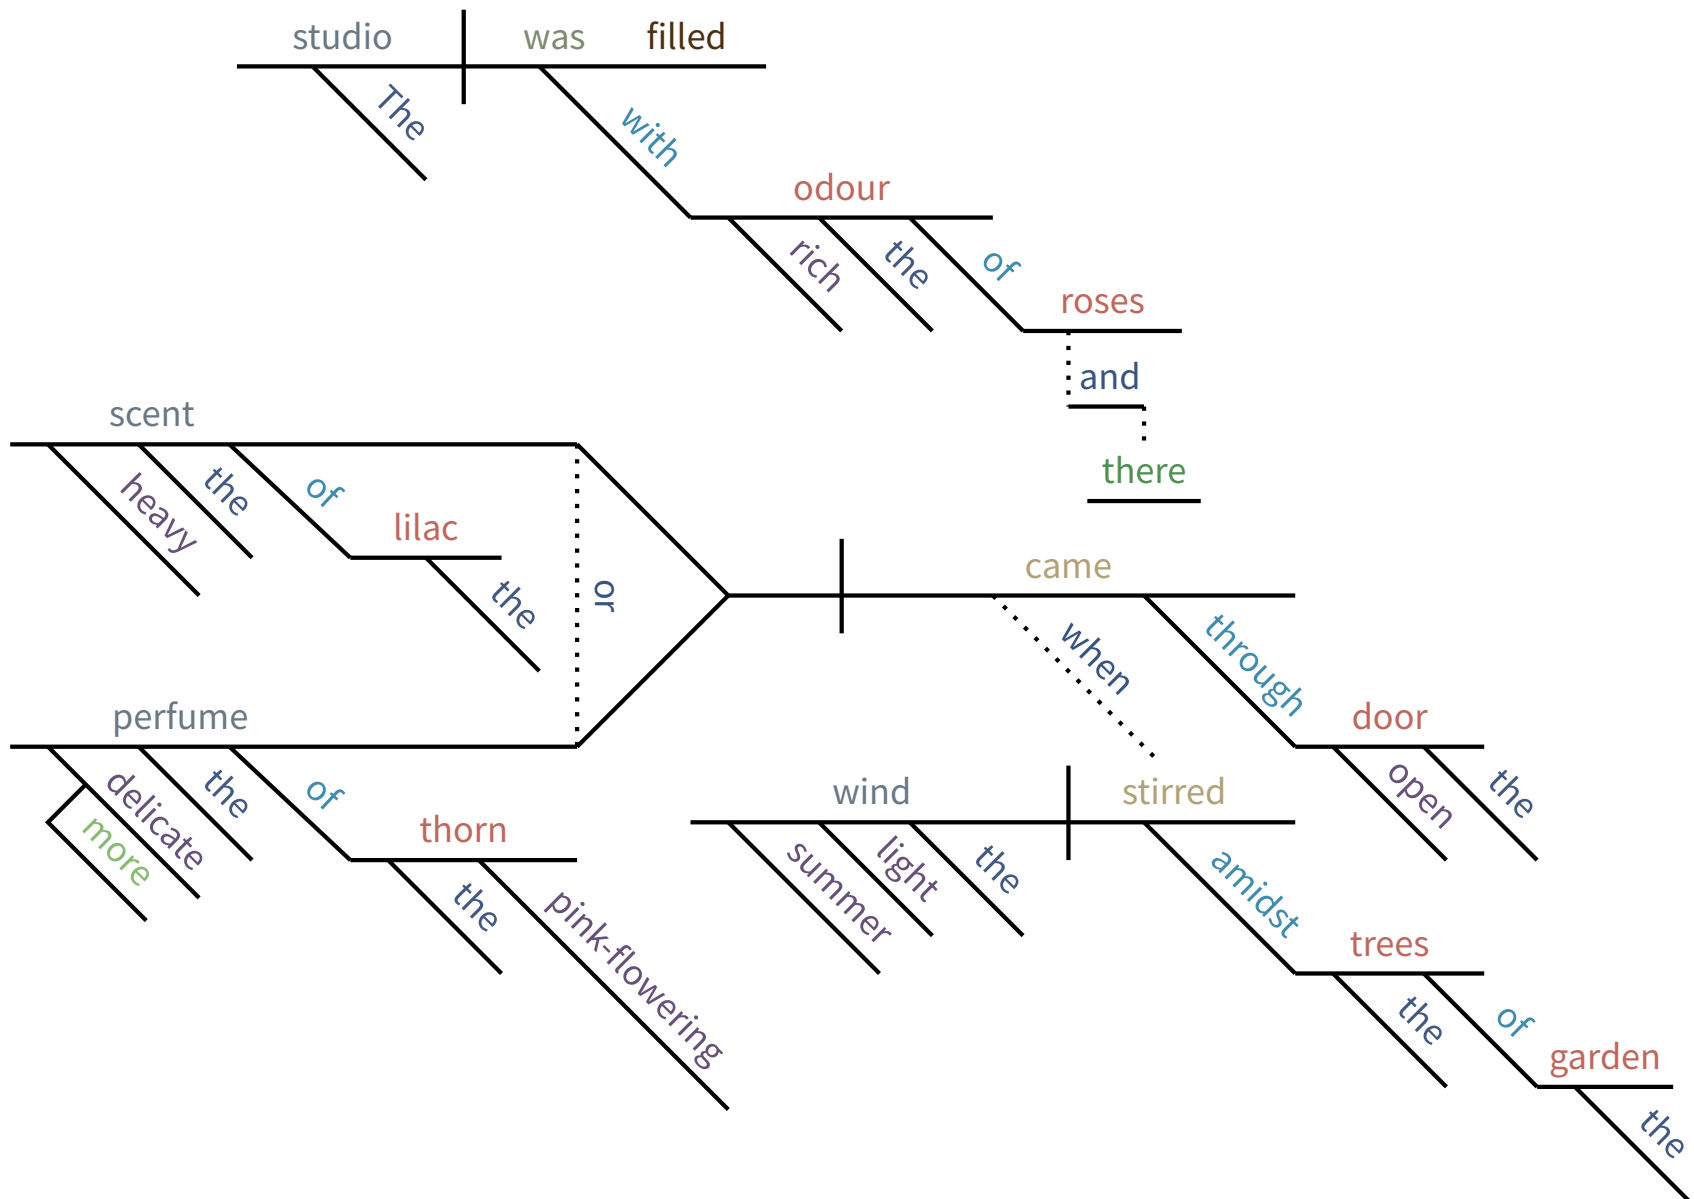 studio was filled
The
with
odour
rich the of
roses
and
scent
there
heavy the of
lilac
the
or
came
when through
perfume
door
delicate the of
more
open the
wind stirred
thorn
summer light the
amidst
the pink-flowering
trees
the of
garden
the